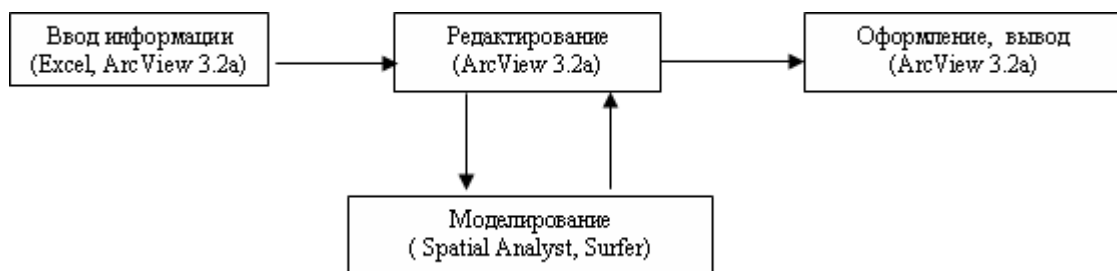 Ввод информации
(Excel, ArcView 3.2a)
Редактирование
(ArcView 3.2a)
Оформление, вывод
(ArcView 3.2a)
Моделирование
( Spatial Analyst, Surfer)